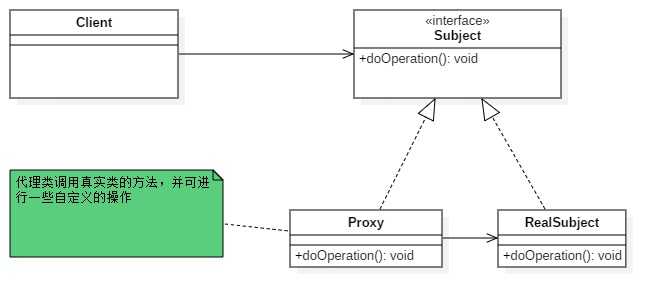 Client
«interface»
Subject
+doOperation(): void
代理类调用真实类的方法，并可进
行一些自定义的操作
Proxy
+doOperation(): void
RealSubject
+doOperation(): void